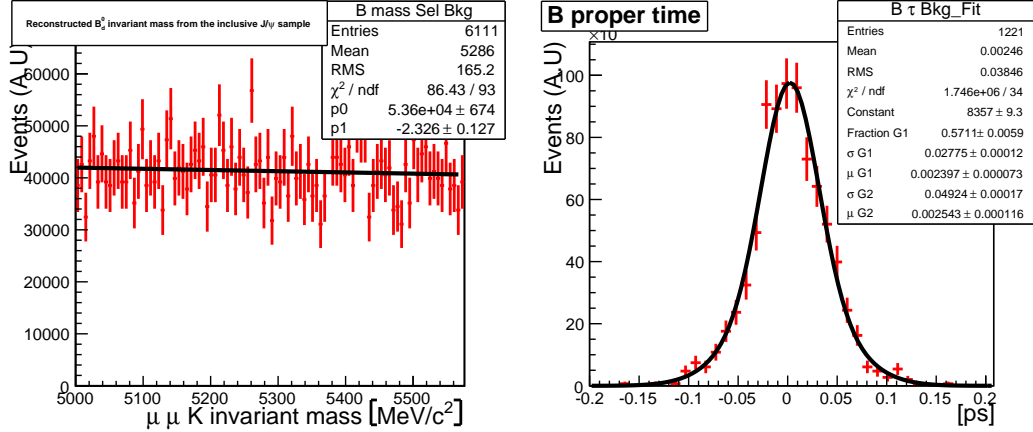 Reconstructed B⁰d invariant mass from the inclusive J/ψ sample
B mass Sel Bkg
Entries 6111
Mean 5286
RMS 165.2
χ² / ndf 86.43 / 93
p0 5.36e+04 ± 674
p1 -2.326 ± 0.127
Events (A.U)
60000
50000
40000
30000
20000
10000
0
5000 5100 5200 5300 5400 5500
μ μ K invariant mass [MeV/c²]
B proper time
B τ Bkg_Fit
Entries 1221
Mean 0.00246
RMS 0.03846
χ² / ndf 1.746e+06 / 34
Constant 8357 ± 9.3
Fraction G1 0.5711 ± 0.0059
σ G1 0.02775 ± 0.00012
μ G1 0.002397 ± 0.000073
σ G2 0.04924 ± 0.00017
μ G2 0.002543 ± 0.000116
Events (A.U)
100
80
60
40
20
0
-0.2 -0.15 -0.1 -0.05 0 0.05 0.1 0.15 0.2
[ps]